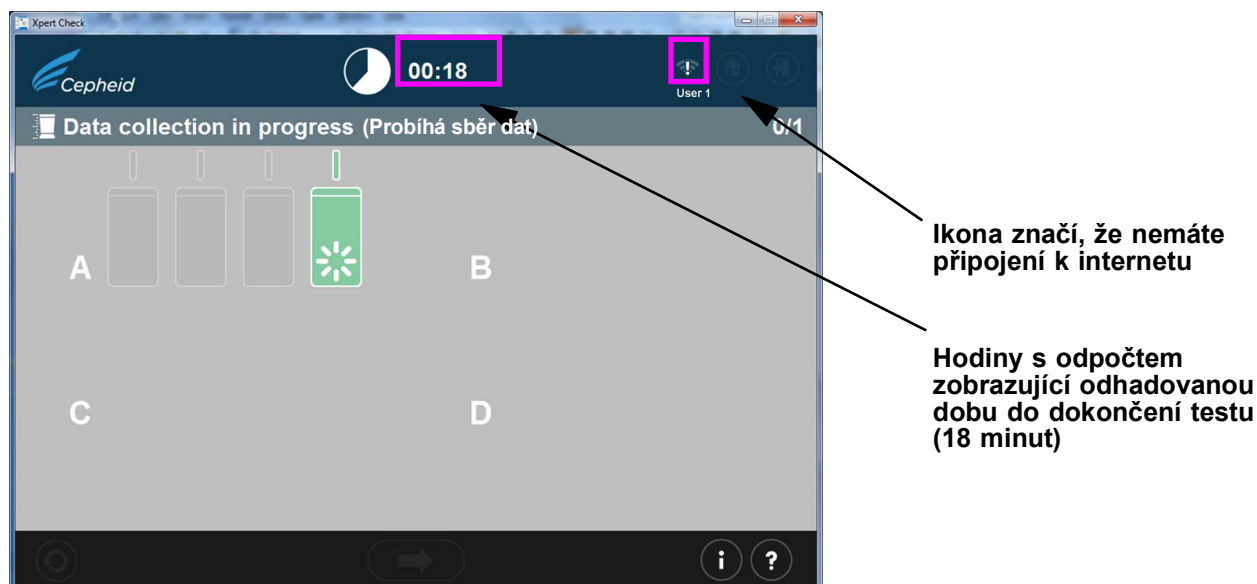 Xpert Check
Cepheid
00:18
User 1
Data collection in progress (Probíhá sběr dat)
0/1
A
B
C
D
i
?
Ikona značí, že nemáte
připojení k internetu
Hodiny s odpočtem
zobrazující odhadovanou
dobu do dokončení testu
(18 minut)